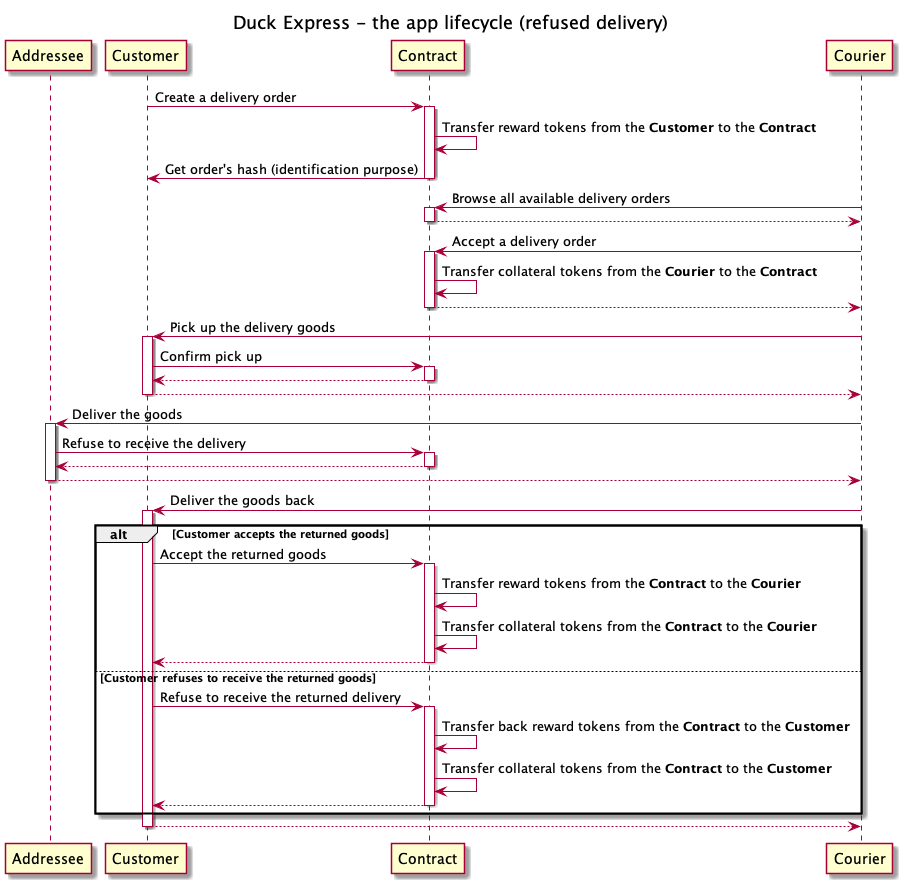 Duck Express - the app lifecycle (refused delivery)
Addressee
Customer
Contract
Courier
Create a delivery order
Transfer reward tokens from the Customer to the Contract
Get order's hash (identification purpose)
Browse all available delivery orders
Accept a delivery order
Transfer collateral tokens from the Courier to the Contract
Pick up the delivery goods
Confirm pick up
Deliver the goods
Refuse to receive the delivery
Deliver the goods back
alt [Customer accepts the returned goods]
Accept the returned goods
Transfer reward tokens from the Contract to the Courier
Transfer collateral tokens from the Contract to the Courier
[Customer refuses to receive the returned goods]
Refuse to receive the returned delivery
Transfer back reward tokens from the Contract to the Customer
Transfer collateral tokens from the Contract to the Customer
Addressee
Customer
Contract
Courier